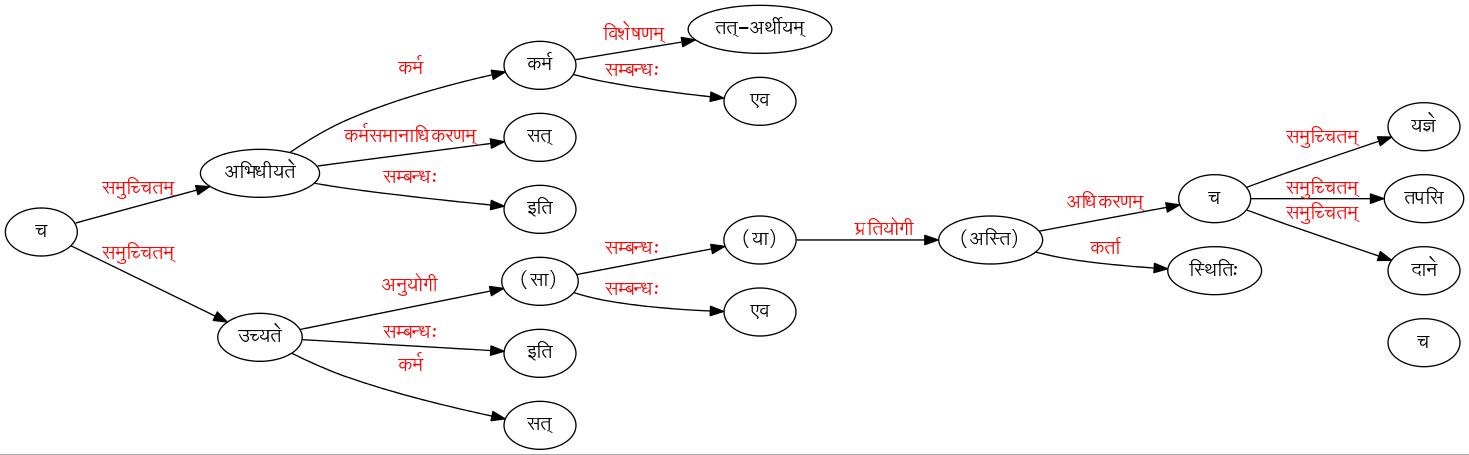 तत्-अर्थीयम्
विशेषणम्
कर्म
कर्म
सम्बन्धः
एव
कर्मसमानाधिकरणम्
सत्
अभिधीयते
समुच्चितम्
सम्बन्धः
इति
च
समुच्चितम्
उच्यते
अनुयोगी
(सा)
सम्बन्धः
(या)
प्रतियोगी
(अस्ति)
अधिकरणम्
च
समुच्चितम्
यज्ञे
समुच्चितम्
तपसि
समुच्चितम्
दाने
कर्ता
स्थितिः
सम्बन्धः
एव
सम्बन्धः
इति
कर्म
सत्
च